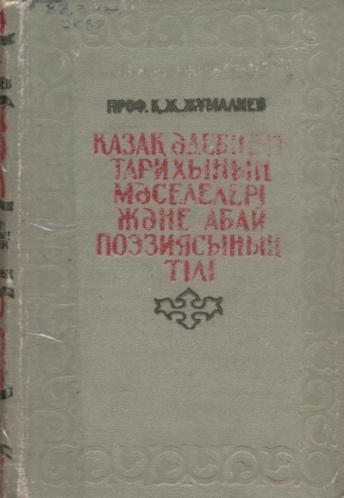 ПРОФ. Қ.Ж. ЖҰМАЛИЕВ
ҚАЗАҚ ӘДЕБИЕТІ
ТАРИХЫНЫҢ
МӘСЕЛЕЛЕРІ
ЖӘНЕ АБАЙ
ПОЭЗИЯСЫНЫҢ
ТІЛІ